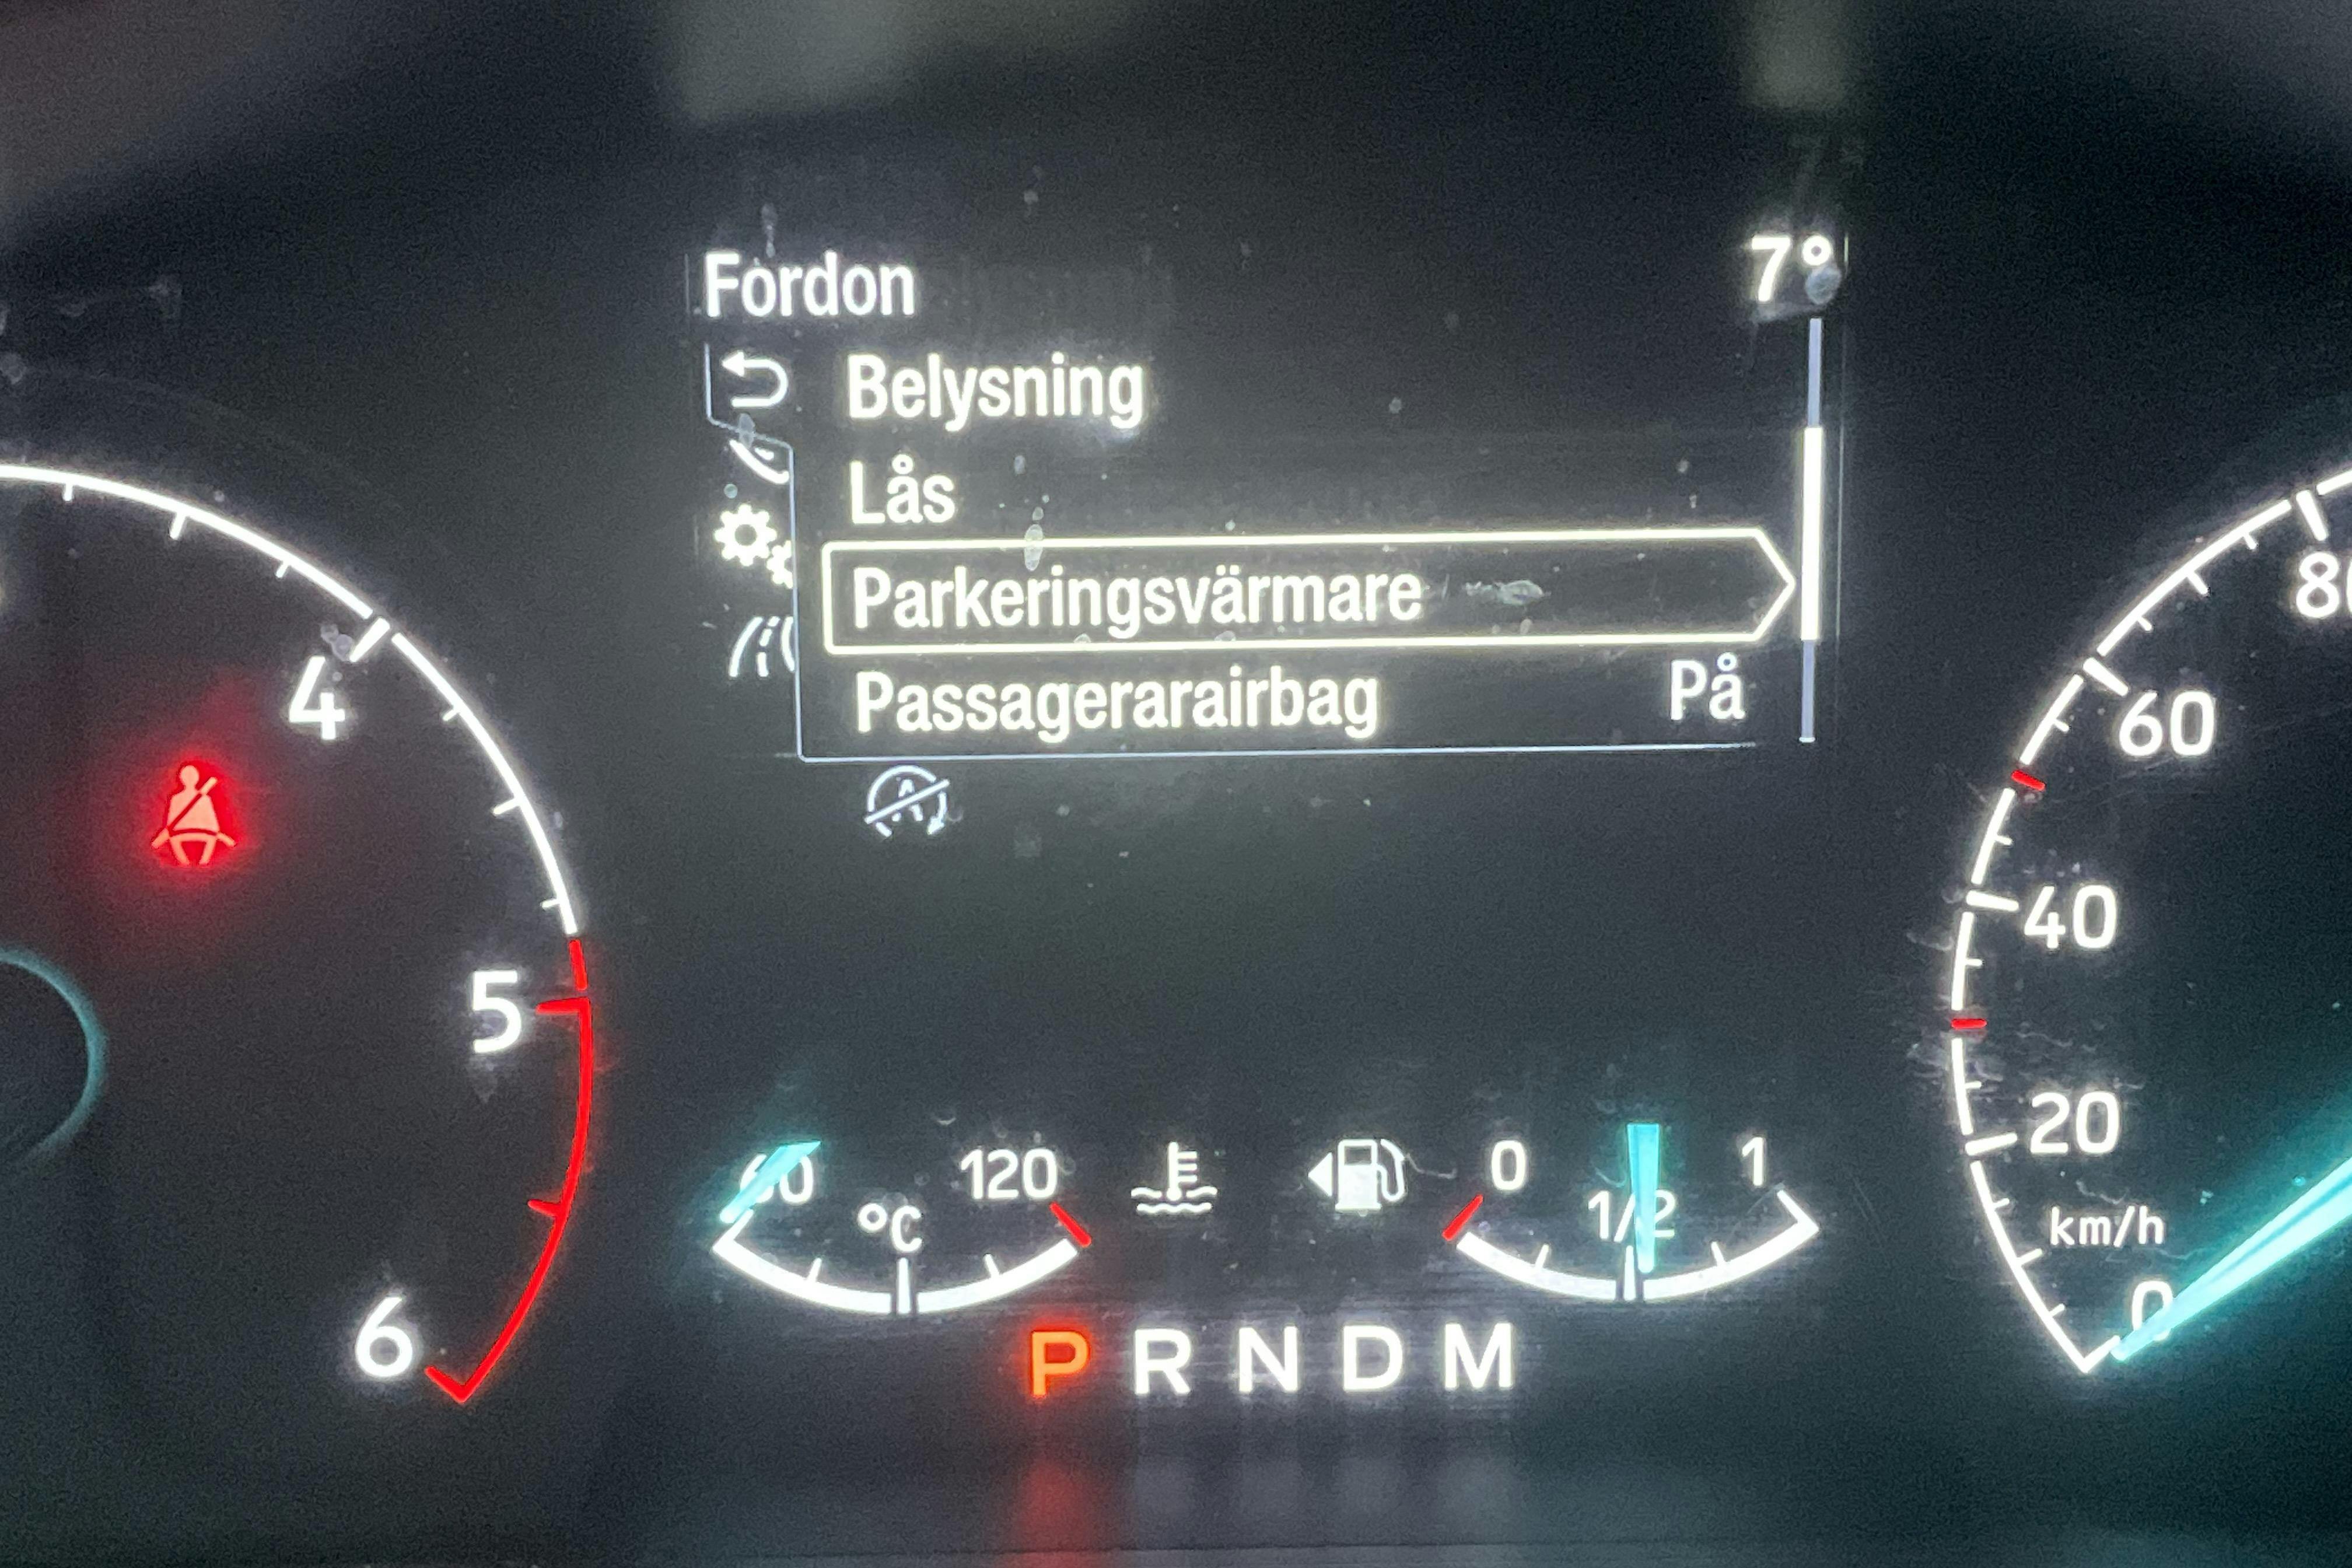 Fordon 7°
Belysning
Lås
Parkeringsvärmare
Passagerarairbag På
4
5
6
80
60
40
20
km/h
0
60 120
°C
0 1/2 1
P R N D M